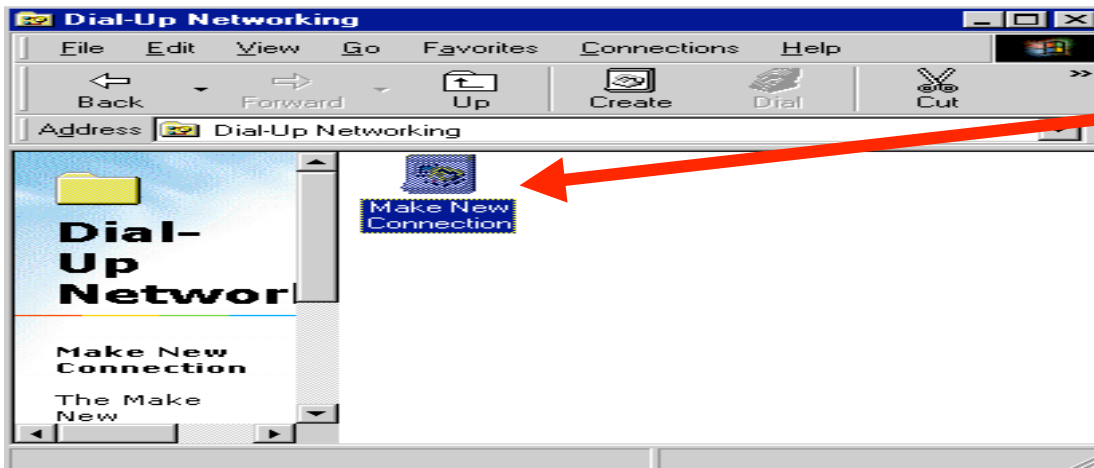 Dial-Up Networking
File Edit View Go Favorites Connections Help
Back Forward Up Create Dial Cut »
Address Dial-Up Networking
Dial-
Up
Networ
Make New
Connection
The Make
New
Make New
Connection